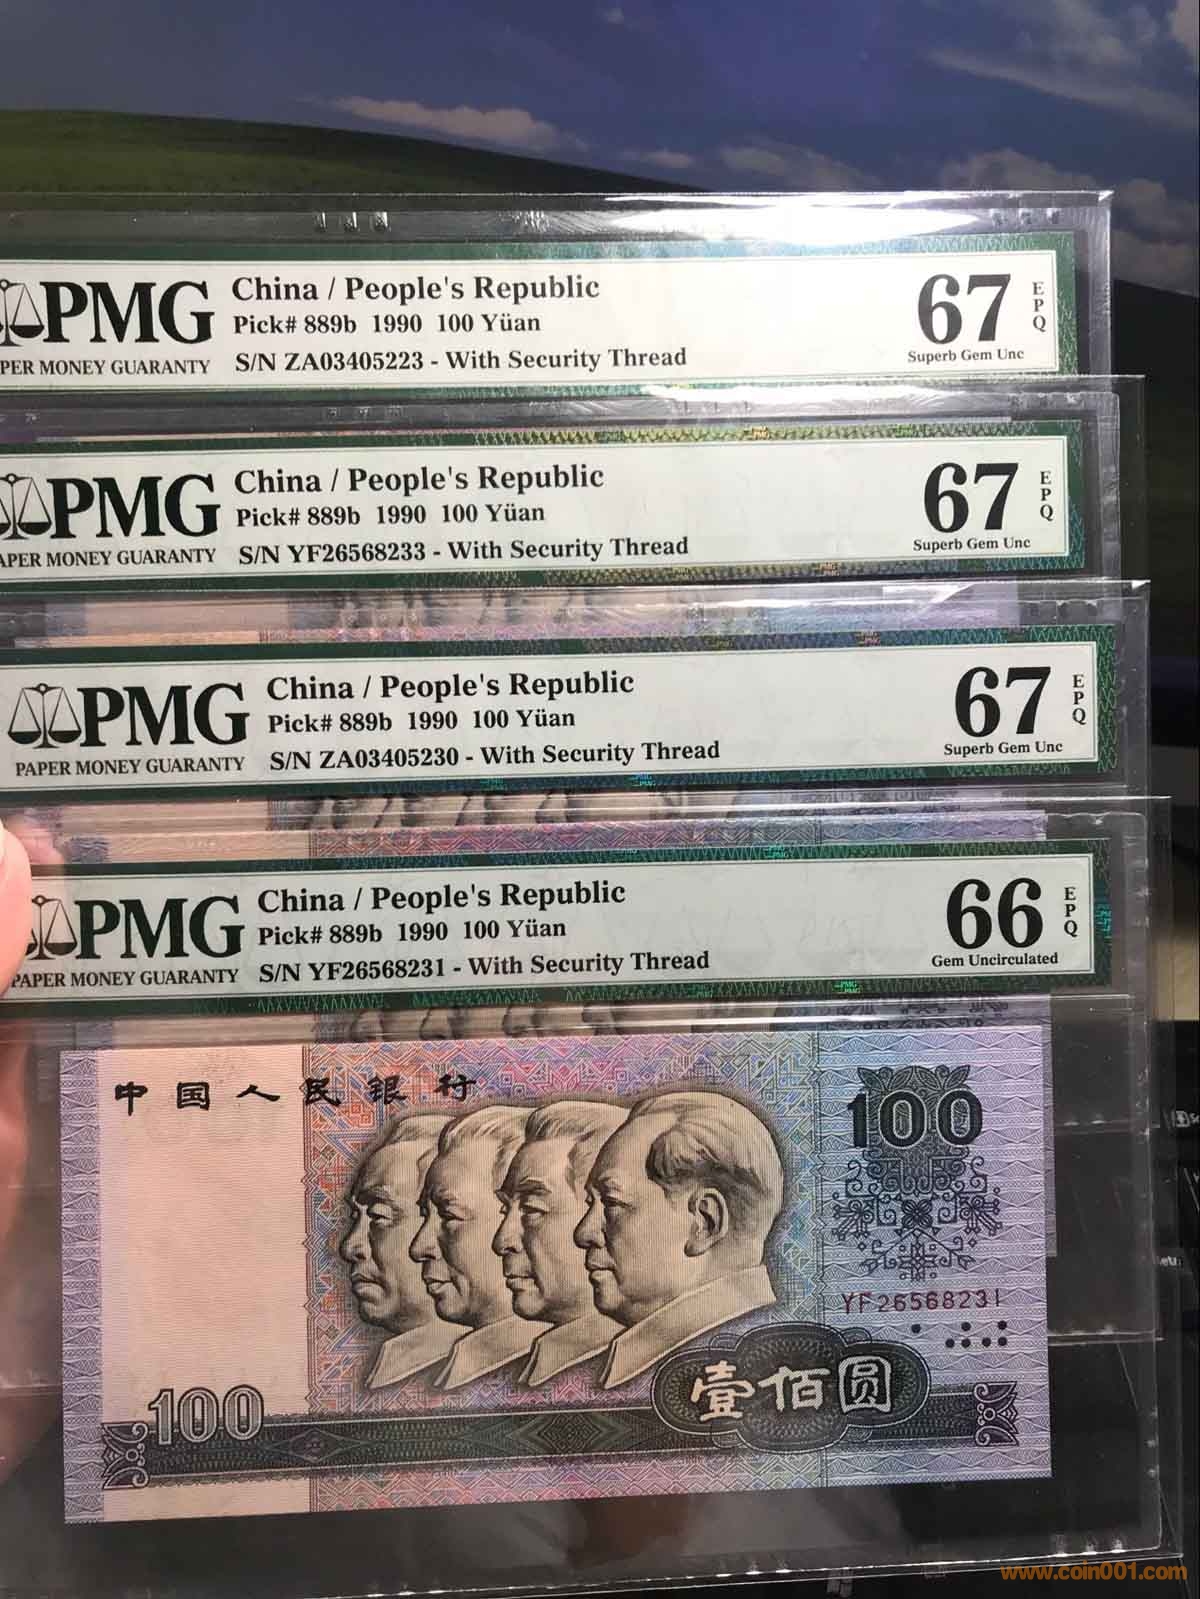 PMG
PER MONEY GUARANTY
China / People's Republic
Pick# 889b 1990 100 Yüan
S/N ZA03405223 - With Security Thread
67 EPQ
Superb Gem Unc
PMG
APER MONEY GUARANTY
China / People's Republic
Pick# 889b 1990 100 Yüan
S/N YF26568233 - With Security Thread
67 EPQ
Superb Gem Unc
PMG
PAPER MONEY GUARANTY
China / People's Republic
Pick# 889b 1990 100 Yüan
S/N ZA03405230 - With Security Thread
67 EPQ
Superb Gem Unc
PMG
PAPER MONEY GUARANTY
China / People's Republic
Pick# 889b 1990 100 Yüan
S/N YF26568231 - With Security Thread
66 EPQ
Gem Uncirculated
中国人民银行
100
YF26568231
壹佰圆
100
www.coin001.com